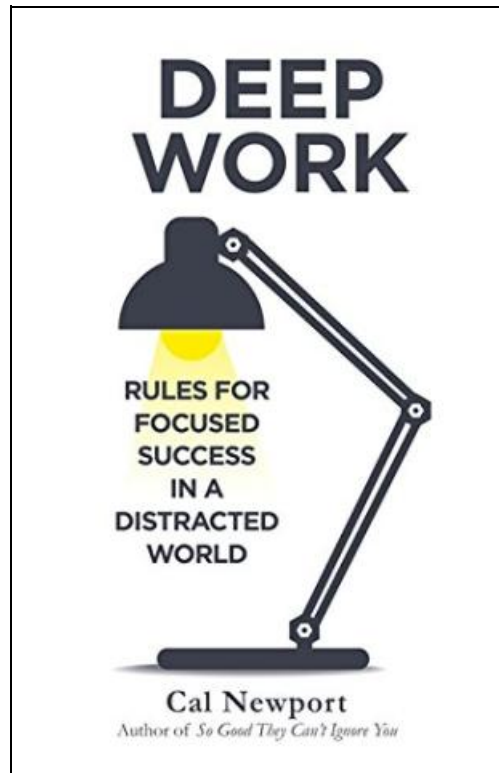 DEEP
WORK
RULES FOR
FOCUSED
SUCCESS
IN A
DISTRACTED
WORLD
Cal Newport
Author of So Good They Can't Ignore You